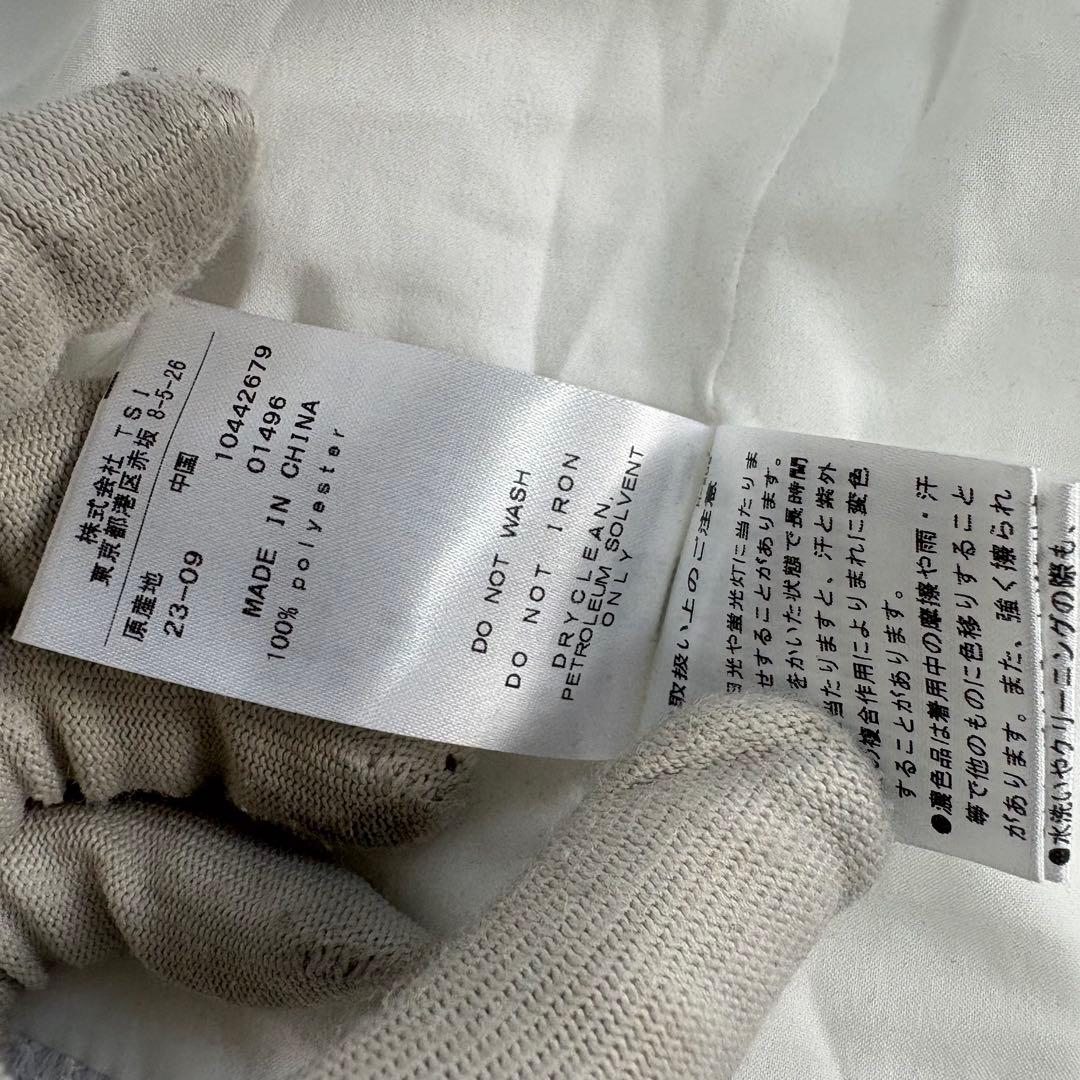 株式会社 TSI
東京都港区赤坂 8-5-26
原産地 中国
23-09 10442679
01496
MADE IN CHINA
100% polyester
DO NOT WASH
DO NOT IRON
DRYCLEAN,
PETROLEUM SOLVENT
ONLY
取扱い上のご注意
日光や蛍光灯に当たりま
せすることがあります。
をかいた状態で長時間
当たりますと、汗と紫外
の複合作用によりまれに変色
することがあります。
●濃色品は着用中の摩擦や雨・汗
等で他のものに色移りすること
があります。また、強く擦られ
●水洗いやクリーニングの際も、